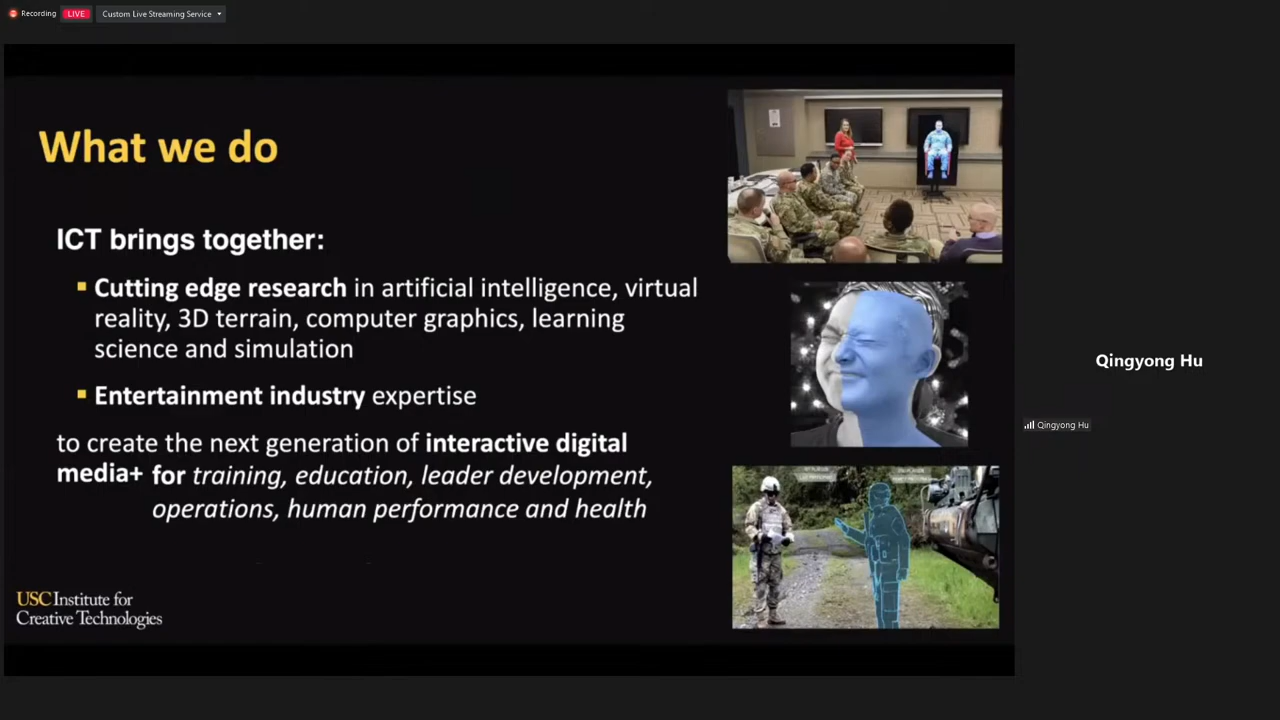 Recording
LIVE
Custom Live Streaming Service
What we do
ICT brings together:
Cutting edge research in artificial intelligence, virtual
reality, 3D terrain, computer graphics, learning
science and simulation
Entertainment industry expertise
to create the next generation of interactive digital
media+ for training, education, leader development,
operations, human performance and health
USC Institute for
Creative Technologies
Qingyong Hu
Qingyong Hu